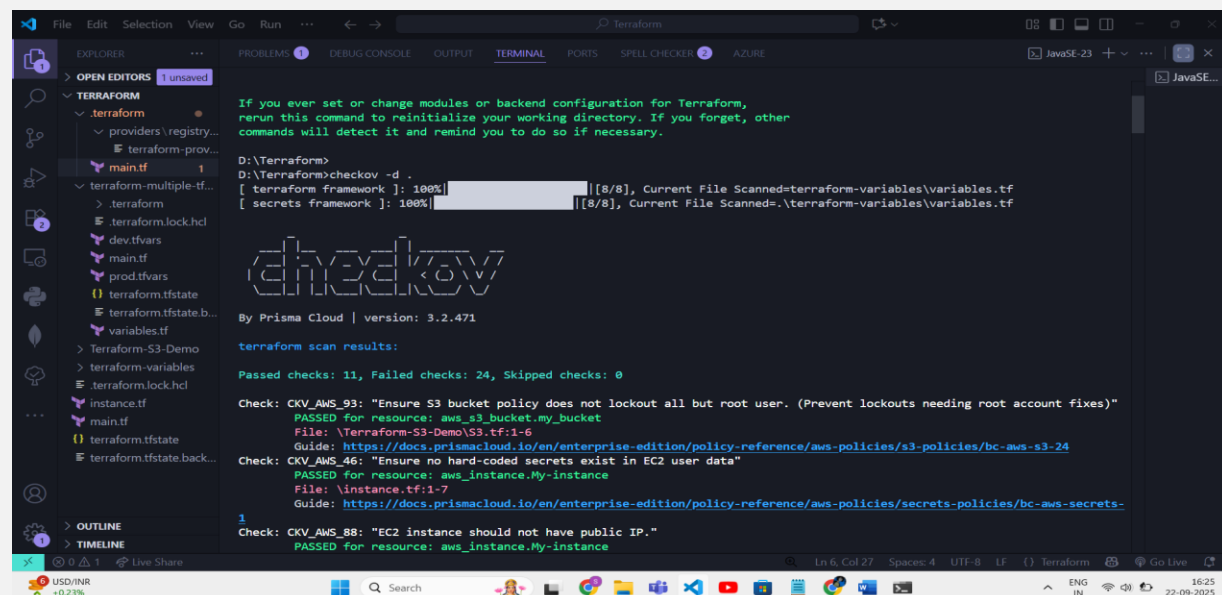 File Edit Selection View Go Run ··· Terraform
EXPLORER ···
OPEN EDITORS 1 unsaved
TERRAFORM
.terraform
providers\registry...
terraform-prov...
main.tf 1
terraform-multiple-tf...
.terraform
.terraform.lock.hcl
dev.tfvars
main.tf
prod.tfvars
terraform.tfstate
terraform.tfstate.b...
variables.tf
Terraform-S3-Demo
terraform-variables
.terraform.lock.hcl
instance.tf
main.tf
terraform.tfstate
terraform.tfstate.back...
OUTLINE
TIMELINE
PROBLEMS 1 DEBUG CONSOLE OUTPUT TERMINAL PORTS SPELL CHECKER 2 AZURE
JavaSE-23
JavaSE...
If you ever set or change modules or backend configuration for Terraform,
rerun this command to reinitialize your working directory. If you forget, other
commands will detect it and remind you to do so if necessary.
D:\Terraform>
D:\Terraform>checkov -d .
[ terraform framework ]: 100%| |[8/8], Current File Scanned=terraform-variables\variables.tf
[ secrets framework ]: 100%| |[8/8], Current File Scanned=.\terraform-variables\variables.tf
checkov
By Prisma Cloud | version: 3.2.471
terraform scan results:
Passed checks: 11, Failed checks: 24, Skipped checks: 0
Check: CKV_AWS_93: "Ensure S3 bucket policy does not lockout all but root user. (Prevent lockouts needing root account fixes)"
PASSED for resource: aws_s3_bucket.my_bucket
File: \Terraform-S3-Demo\S3.tf:1-6
Guide: https://docs.prismacloud.io/en/enterprise-edition/policy-reference/aws-policies/s3-policies/bc-aws-s3-24
Check: CKV_AWS_46: "Ensure no hard-coded secrets exist in EC2 user data"
PASSED for resource: aws_instance.My-instance
File: \instance.tf:1-7
Guide: https://docs.prismacloud.io/en/enterprise-edition/policy-reference/aws-policies/secrets-policies/bc-aws-secrets-
1
Check: CKV_AWS_88: "EC2 instance should not have public IP."
PASSED for resource: aws_instance.My-instance
0 1 Live Share Ln 6, Col 27 Spaces: 4 UTF-8 LF {} Terraform Go Live
6 USD/INR
+0.23%
Search
ENG
IN
16:25
22-09-2025